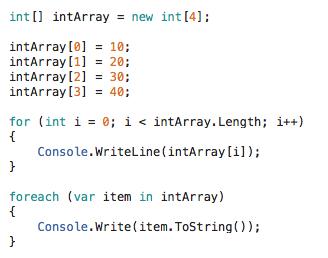 int[] intArray = new int[4];
intArray[0] = 10;
intArray[1] = 20;
intArray[2] = 30;
intArray[3] = 40;
for (int i = 0; i < intArray.Length; i++)
{
Console.WriteLine(intArray[i]);
}
foreach (var item in intArray)
{
Console.Write(item.ToString());
}